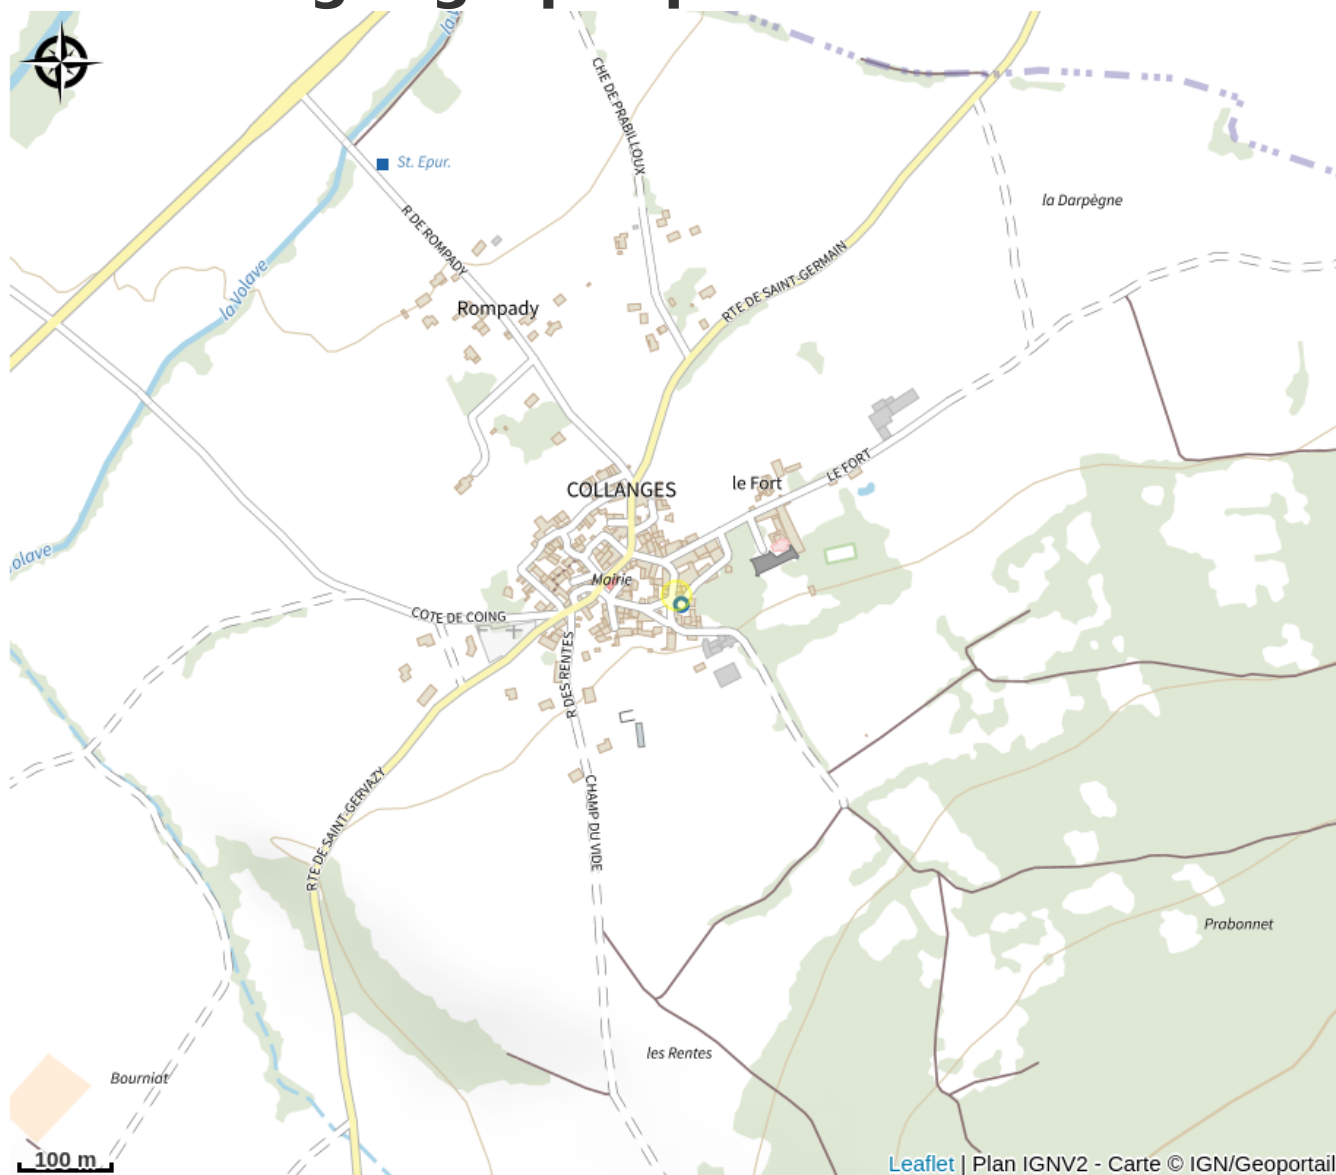 la V
CHE DE PRABILLOUX
St. Epur.
la Darpègne
R DE ROMPADY
RTE DE SAINT-GERMAIN
la Volave
Rompady
LE FORT
le Fort
COLLANGES
olave
Mairie
COTE DE COING
R DES RENTES
RTE DE SAINT-GERVAZY
CHAMP DU VIDE
Prabonnet
les Rentes
Bourniat
100 m
Leaflet | Plan IGNV2 - Carte © IGN/Geoportail